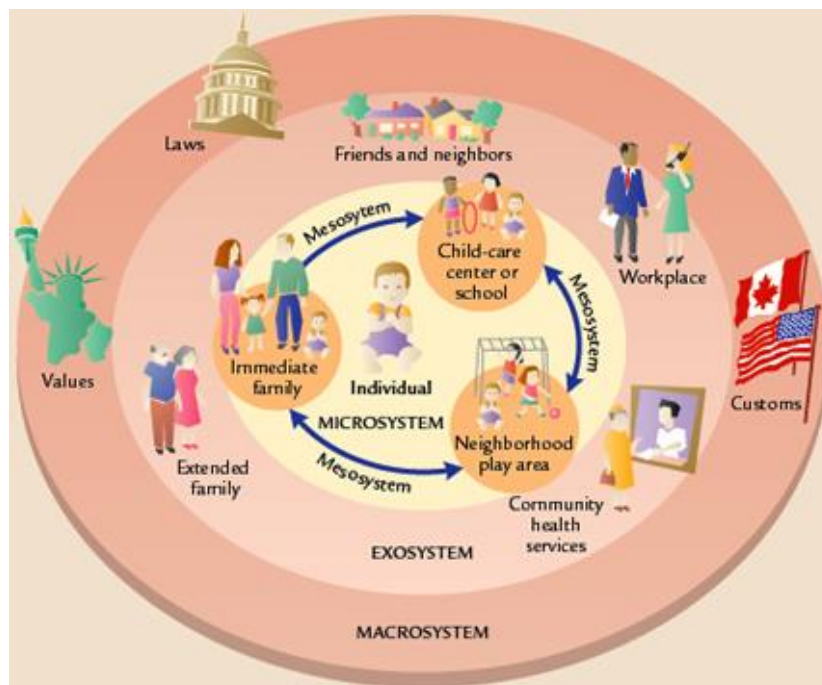 Laws
Friends and neighbors
Mesosytem
Child-care
center or
school
Workplace
Mesosystem
Values
Immediate
family
Individual
Customs
MICROSYSTEM
Neighborhood
play area
Mesosystem
Extended
family
Community
health
services
EXOSYSTEM
MACROSYSTEM